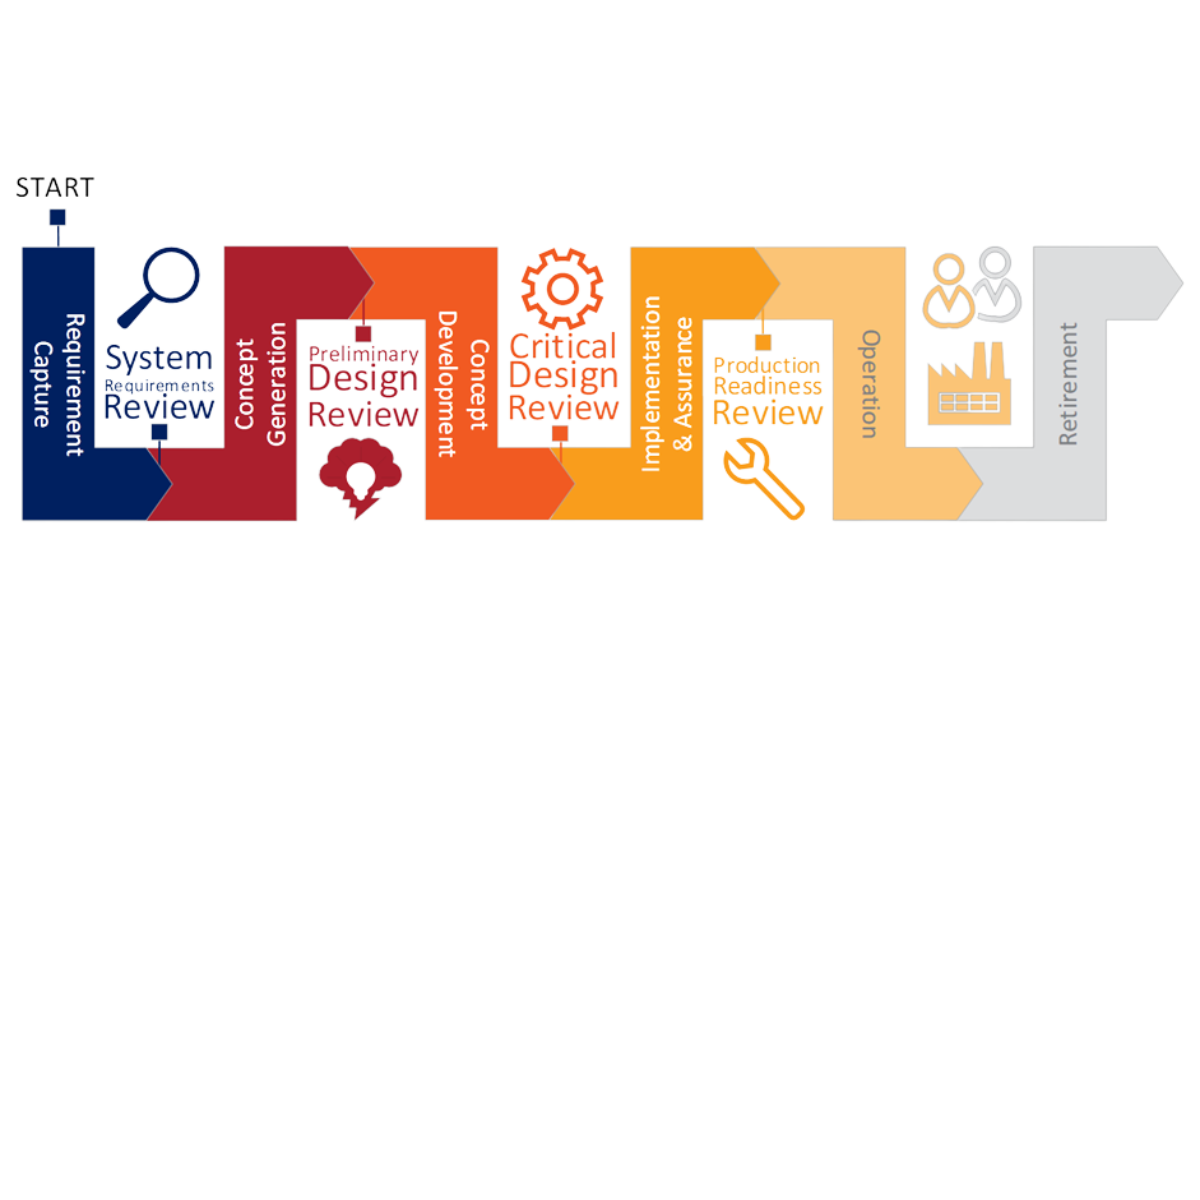 START
Requirement
Capture
System
Requirements
Review
Concept
Generation
Preliminary
Design
Review
Concept
Development
Critical
Design
Review
Implementation
& Assurance
Production
Readiness
Review
Operation
Retirement